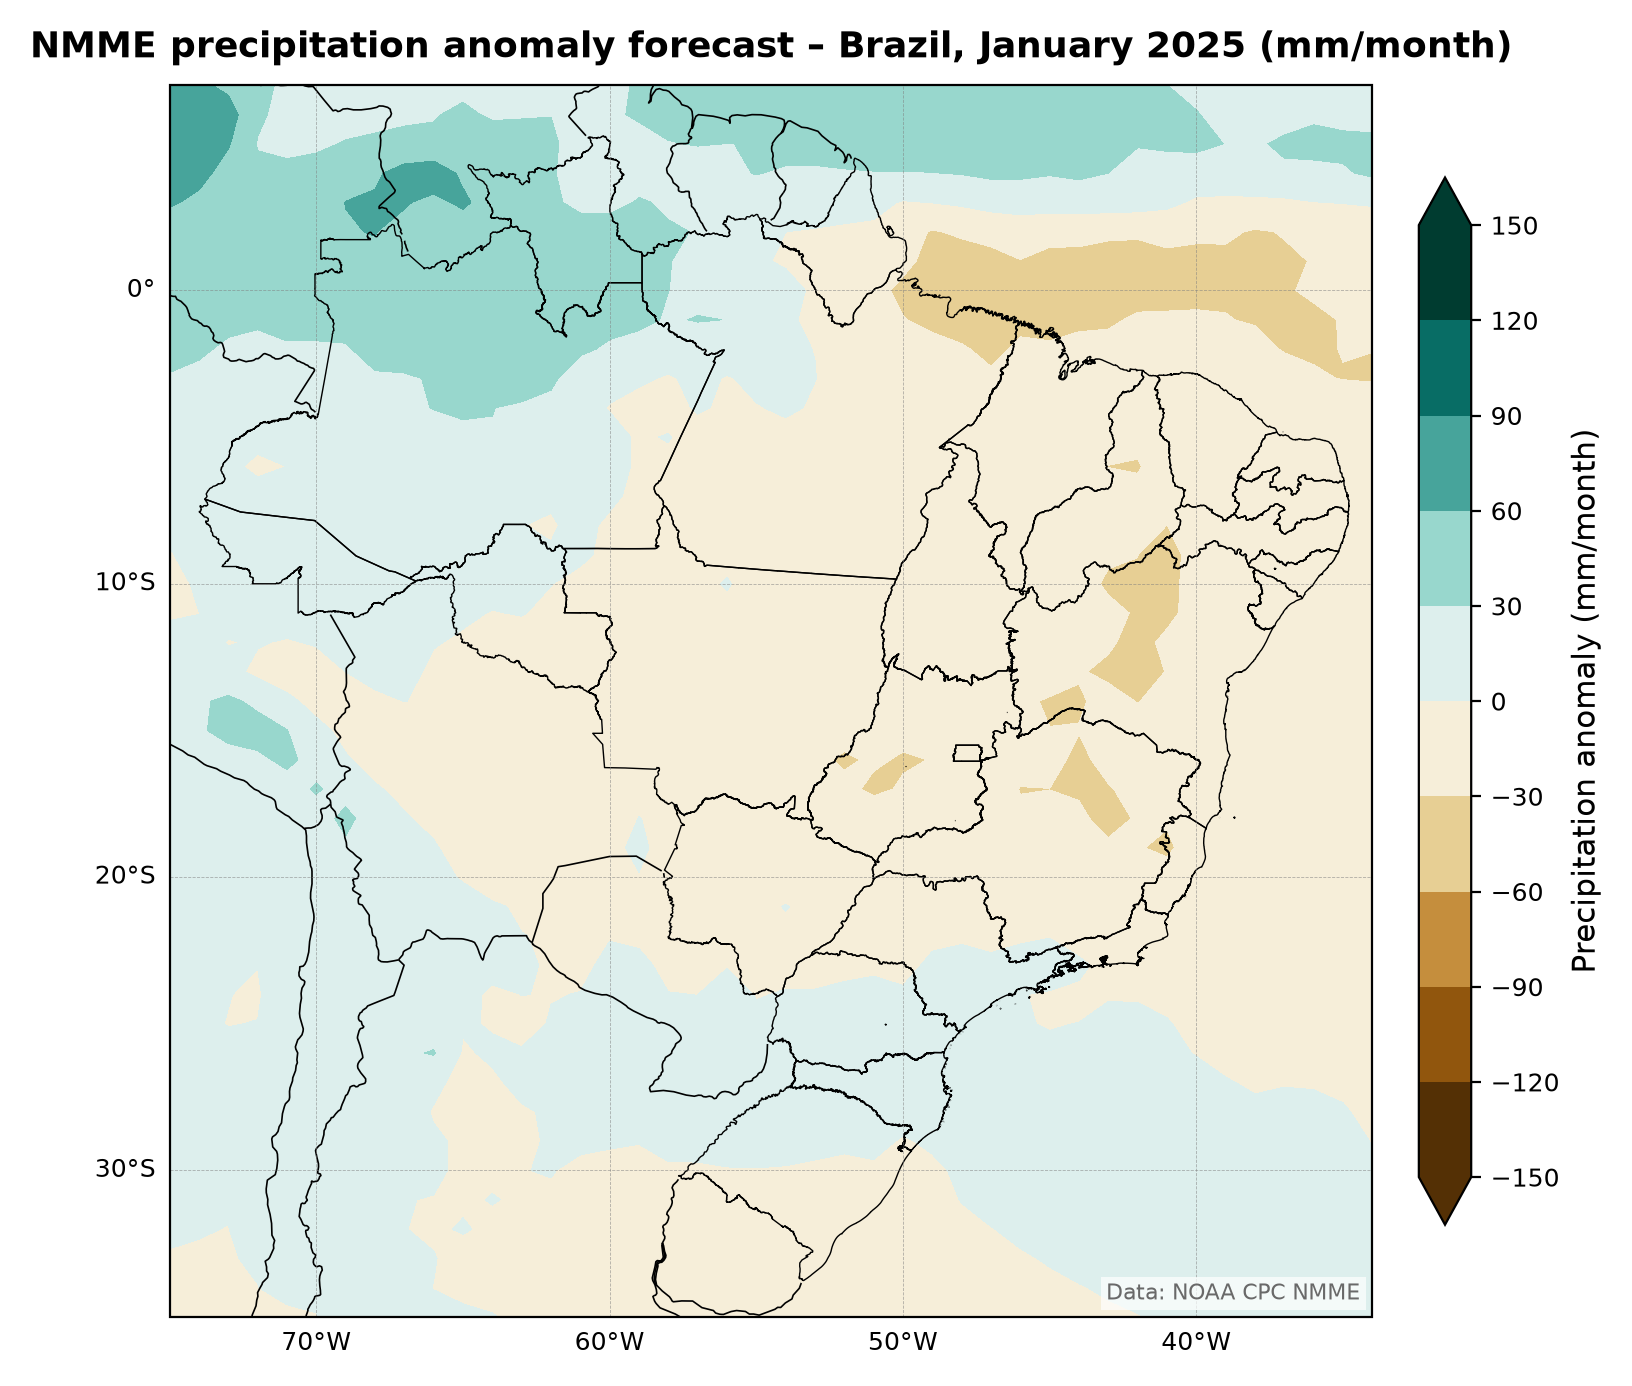 NMME precipitation anomaly forecast – Brazil, January 2025 (mm/month)
0°
10°S
20°S
30°S
70°W
60°W
50°W
40°W
150
120
90
60
30
0
−30
−60
−90
−120
−150
Precipitation anomaly (mm/month)
Data: NOAA CPC NMME